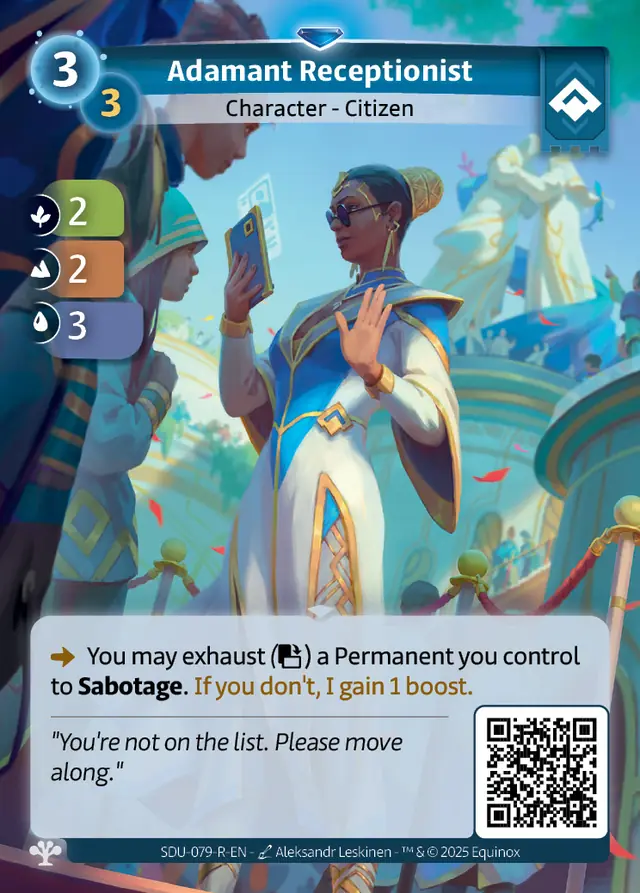 3
Adamant Receptionist
3
Character - Citizen
2
2
3
You may exhaust () a Permanent you control
to Sabotage. If you don't, I gain 1 boost.
"You're not on the list. Please move
along."
SDU-079-R-EN - Aleksandr Leskinen - ™ & © 2025 Equinox